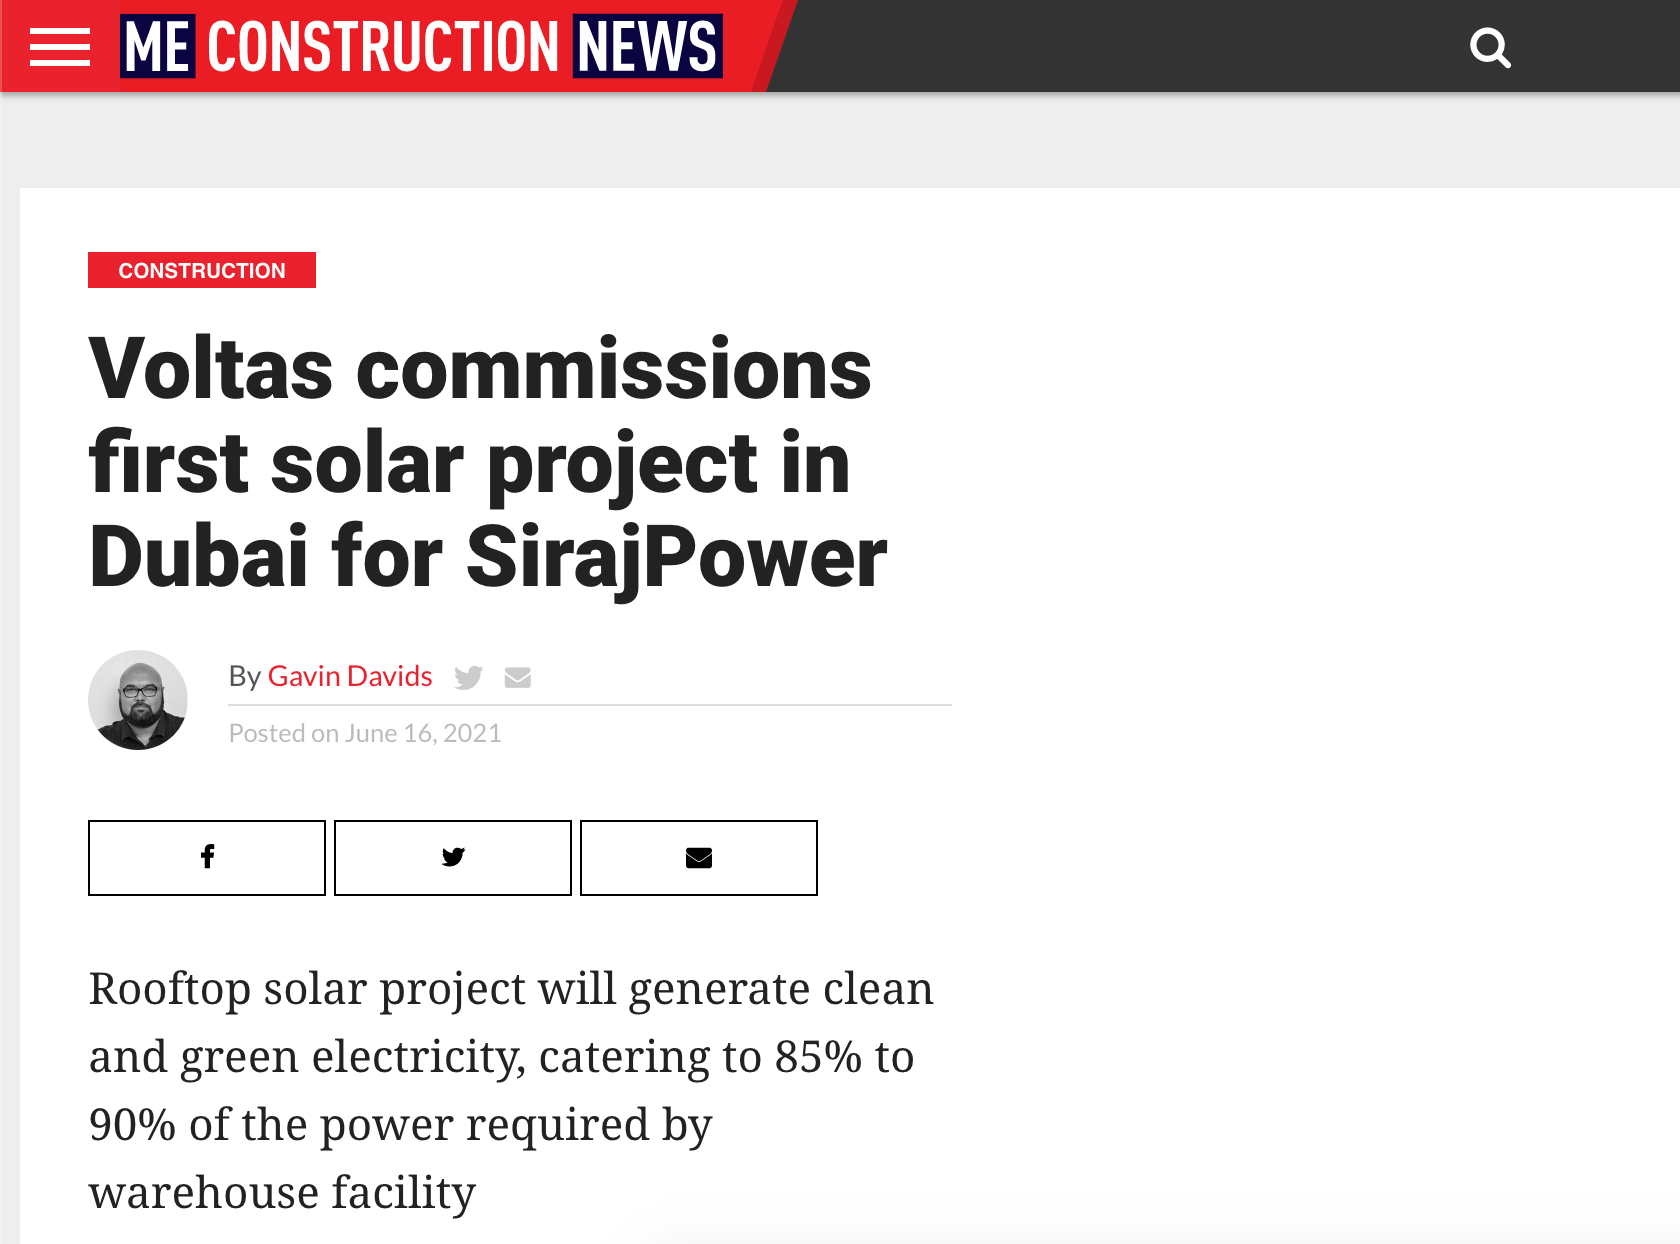 ME CONSTRUCTION NEWS
CONSTRUCTION
Voltas commissions
first solar project in
Dubai for SirajPower
By Gavin Davids
Posted on June 16, 2021
Rooftop solar project will generate clean
and green electricity, catering to 85% to
90% of the power required by
warehouse facility